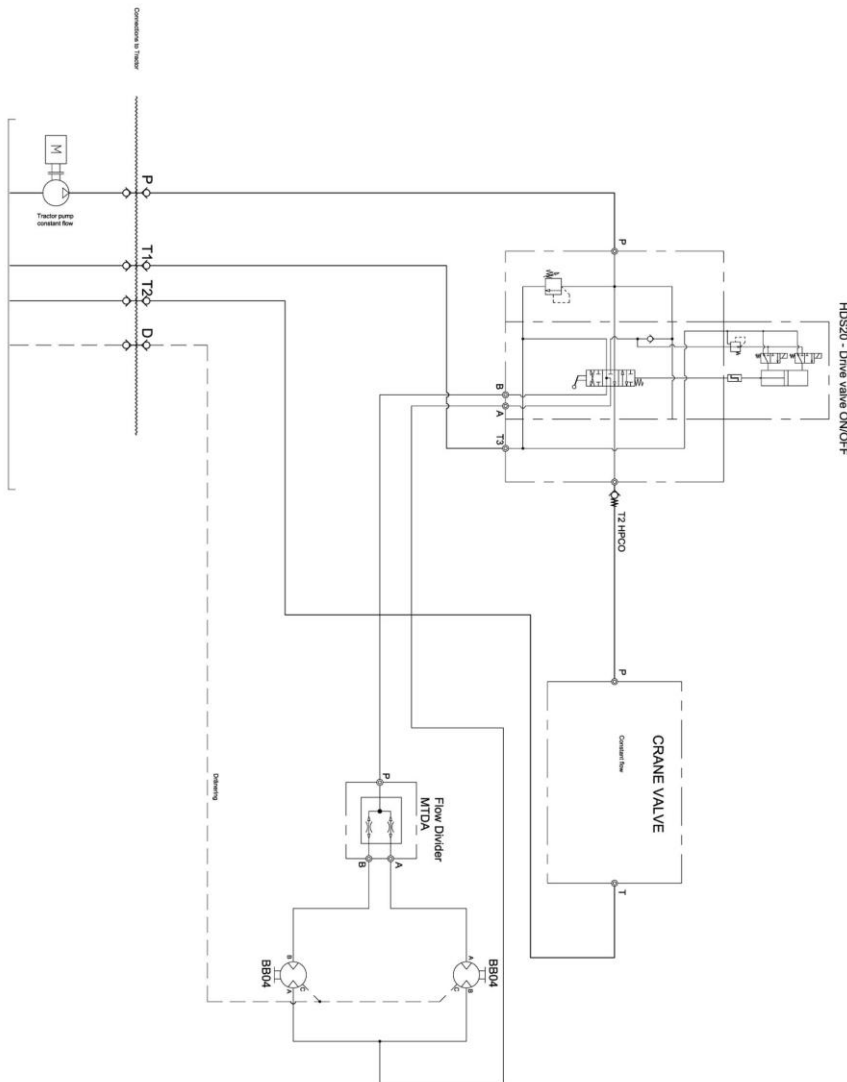 Connections to Tractor
M
Tractor pump
constant flow
P
T1
T2
D
HDS20 - Drive valve ON/OFF
P
B
A
T3
T2 HPCO
P
CRANE VALVE
Constant flow
T
Dränering
P
Flow Divider
MTDA
B
A
B
A
C
BB04
A
B
C
BB04